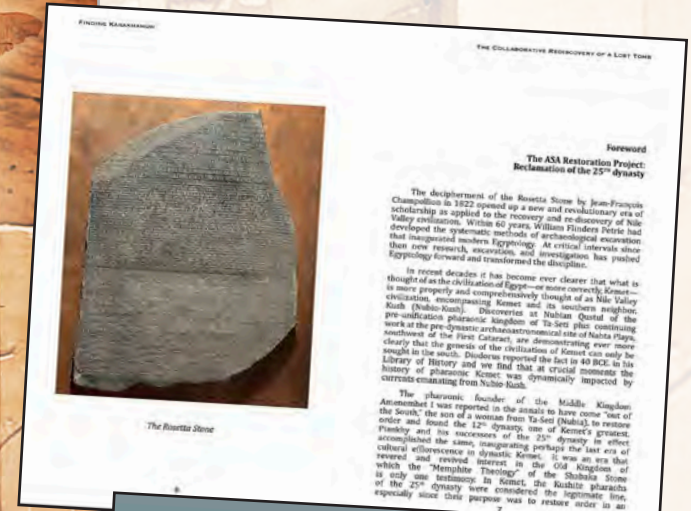 FINDING KARAKHAMUN
THE COLLABORATIVE REDISCOVERY OF A LOST TOMB
The Rosetta Stone
Foreword
The ASA Restoration Project:
Reclamation of the 25th dynasty
The decipherment of the Rosetta Stone by Jean-François
Champollion in 1822 opened up a new and revolutionary era of
scholarship as applied to the recovery and re-discovery of Nile
Valley civilization. Within 60 years, William Flinders Petrie had
developed the systematic methods of archaeological excavation
that inaugurated modern Egyptology. At critical intervals since
then new research, excavation, and investigation has pushed
Egyptology forward and transformed the discipline.
In recent decades it has become ever clearer that what is
thought of as the civilization of Egypt—or more correctly, Kemet—
is more properly and comprehensively thought of as Nile Valley
civilization, encompassing Kemet and its southern neighbor,
Kush (Nubio-Kush). Discoveries at Nubian Qustul of the
pre-unification pharaonic kingdom of Ta-Seti plus continuing
work at the pre-dynastic archaeoastronomical site of Nabta Playa,
southwest of the First Cataract, are demonstrating ever more
clearly that the genesis of the civilization of Kemet can only be
sought in the south. Diodorus reported the fact in 40 BCE. in his
Library of History and we find that at crucial moments the
history of pharaonic Kemet was dynamically impacted by
currents emanating from Nubio-Kush.
The pharaonic founder of the Middle Kingdom
Amenemhet I was reported in the annals to have come "out of
the South," the son of a woman from Ta-Seti (Nubia), to restore
order and found the 12th dynasty, one of Kemet's greatest.
Piankhy and his successors of the 25th dynasty in effect
accomplished the same, inaugurating perhaps the last era of
cultural efflorescence in dynastic Kemet. It was an era that
revered and revived interest in the Old Kingdom of
which the "Memphite Theology" of the Shabaka Stone
is only one testimony. In Kemet, the Kushite pharaohs
of the 25th dynasty were considered the legitimate line,
especially since their purpose was to restore order in an